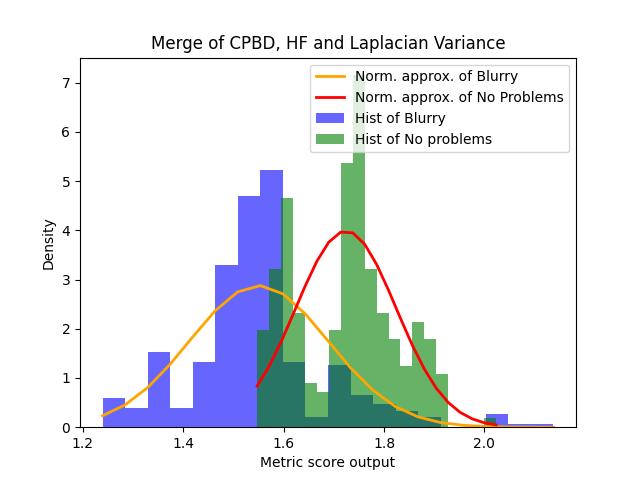 Merge of CPBD, HF and Laplacian Variance
Norm. approx. of Blurry
Norm. approx. of No Problems
Hist of Blurry
Hist of No problems
Density
7
6
5
4
3
2
1
0
1.2 1.4 1.6 1.8 2.0
Metric score output